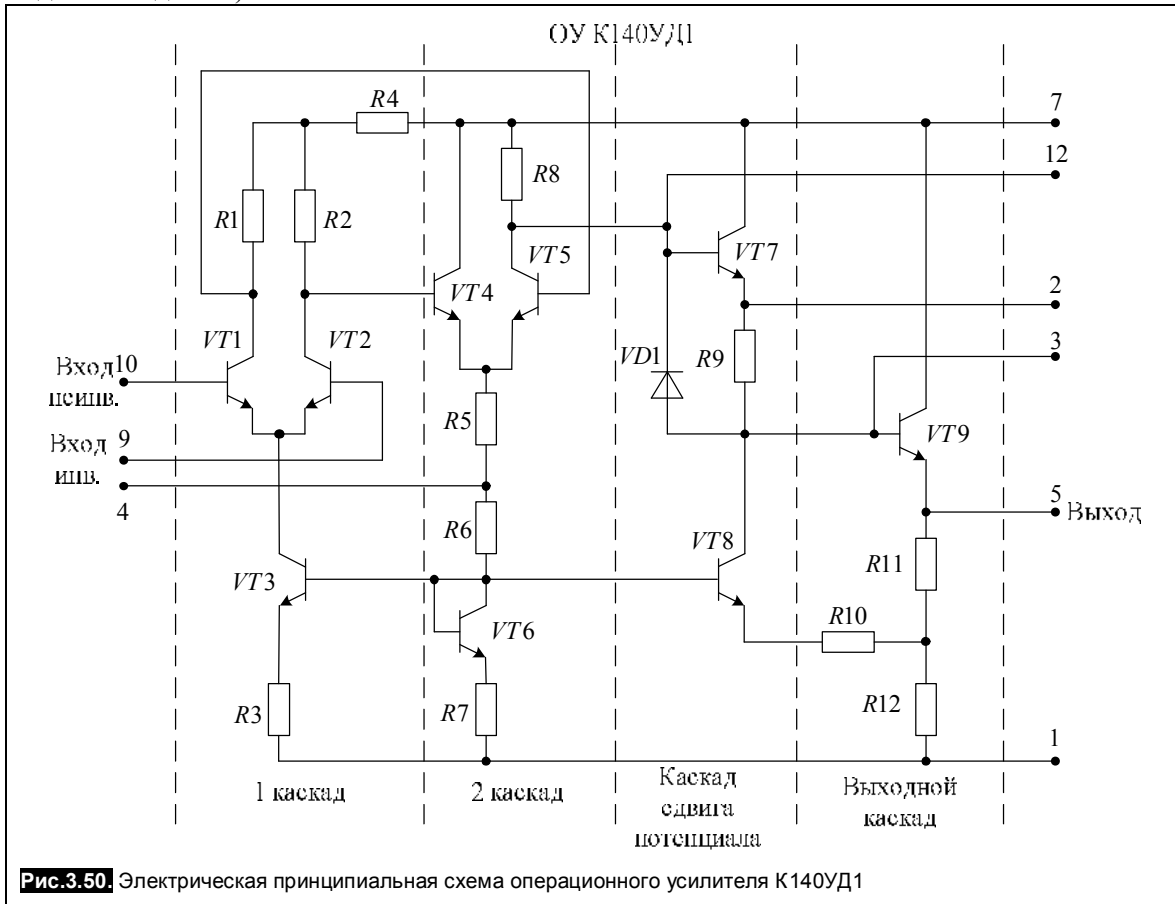 ОУ К140УД1
R4
7
12
R8
R1
R2
VT5
VT7
VT4
2
VT1
VT2
3
Вход 10
неинв.
VD1
R9
R5
VT9
Вход 9
инв.
4
5
Выход
R6
VT8
R11
VT3
R10
VT6
R3
R7
R12
1
1 каскад
2 каскад
Каскад
сдвига
потенциала
Выходной
каскад
Рис.3.50. Электрическая принципиальная схема операционного усилителя К140УД1